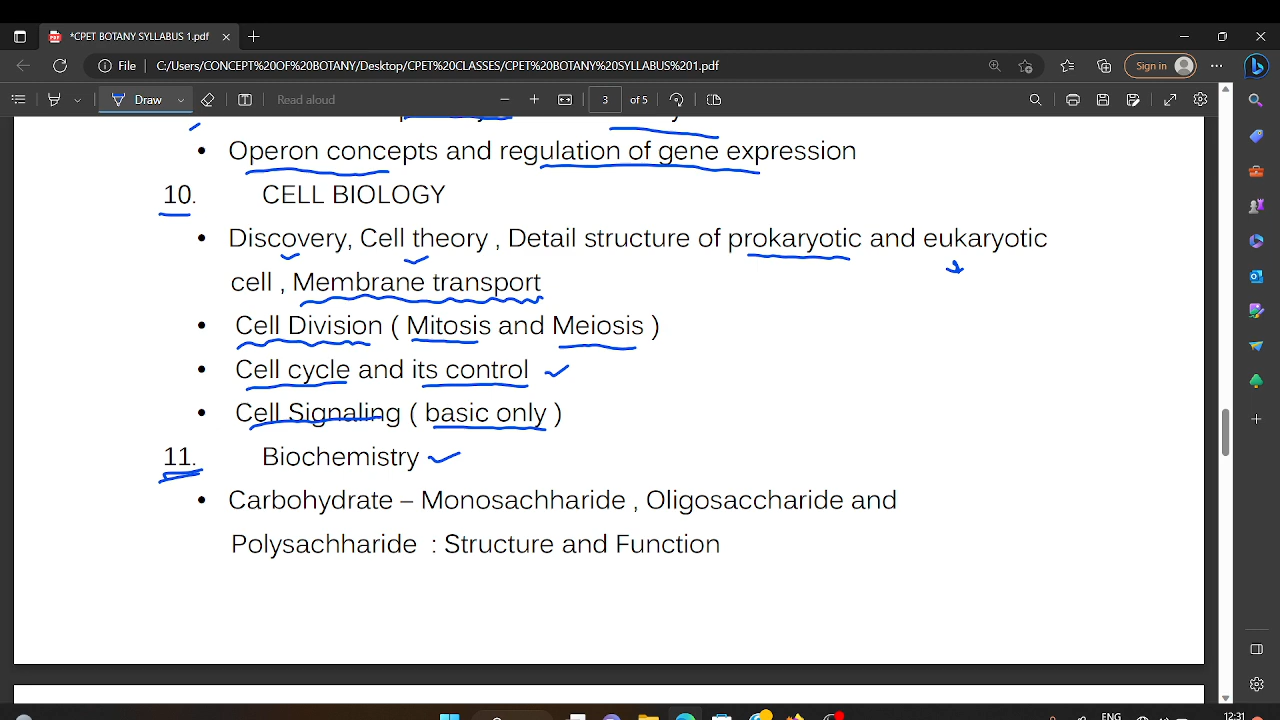 *CPET BOTANY SYLLABUS 1.pdf
File C:/Users/CONCEPT%20OF%20BOTANY/Desktop/CPET%20CLASSES/CPET%20BOTANY%20SYLLABUS%201.pdf Sign in
Draw Read aloud 3 of 5
• Operon concepts and regulation of gene expression
10. CELL BIOLOGY
• Discovery, Cell theory , Detail structure of prokaryotic and eukaryotic
cell , Membrane transport
• Cell Division ( Mitosis and Meiosis )
• Cell cycle and its control
• Cell Signaling ( basic only )
11. Biochemistry
• Carbohydrate – Monosachharide , Oligosaccharide and
Polysachharide : Structure and Function
ENG 12:31